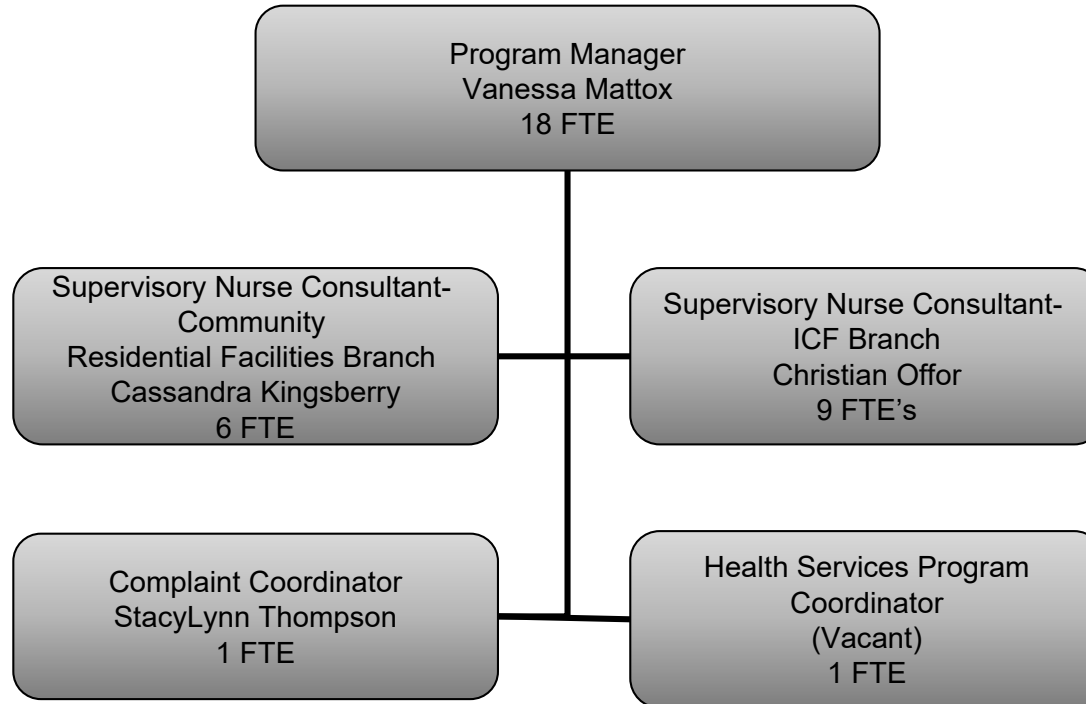 Program Manager
Vanessa Mattox
18 FTE
Supervisory Nurse Consultant-
Community
Residential Facilities Branch
Cassandra Kingsberry
6 FTE
Supervisory Nurse Consultant-
ICF Branch
Christian Offor
9 FTE’s
Complaint Coordinator
StacyLynn Thompson
1 FTE
Health Services Program
Coordinator
(Vacant)
1 FTE